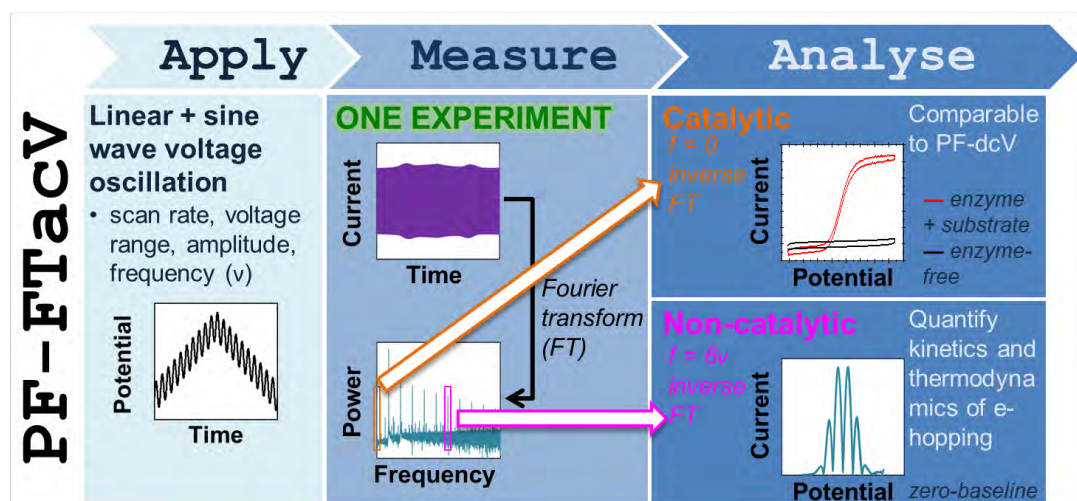 PF-FTacV
Apply
Measure
Analyse
Linear + sine
wave voltage
oscillation
• scan rate, voltage
range, amplitude,
frequency (ν)
Potential
Time
ONE EXPERIMENT
Current
Time
Fourier
transform
(FT)
Power
Frequency
Catalytic
f = 0
inverse
FT
Current
Potential
Comparable
to PF-dcV
— enzyme
+ substrate
— enzyme-
free
Non-catalytic
f = 6ν
inverse
FT
Current
Potential
Quantify
kinetics and
thermodyna
mics of e-
hopping
zero-baseline